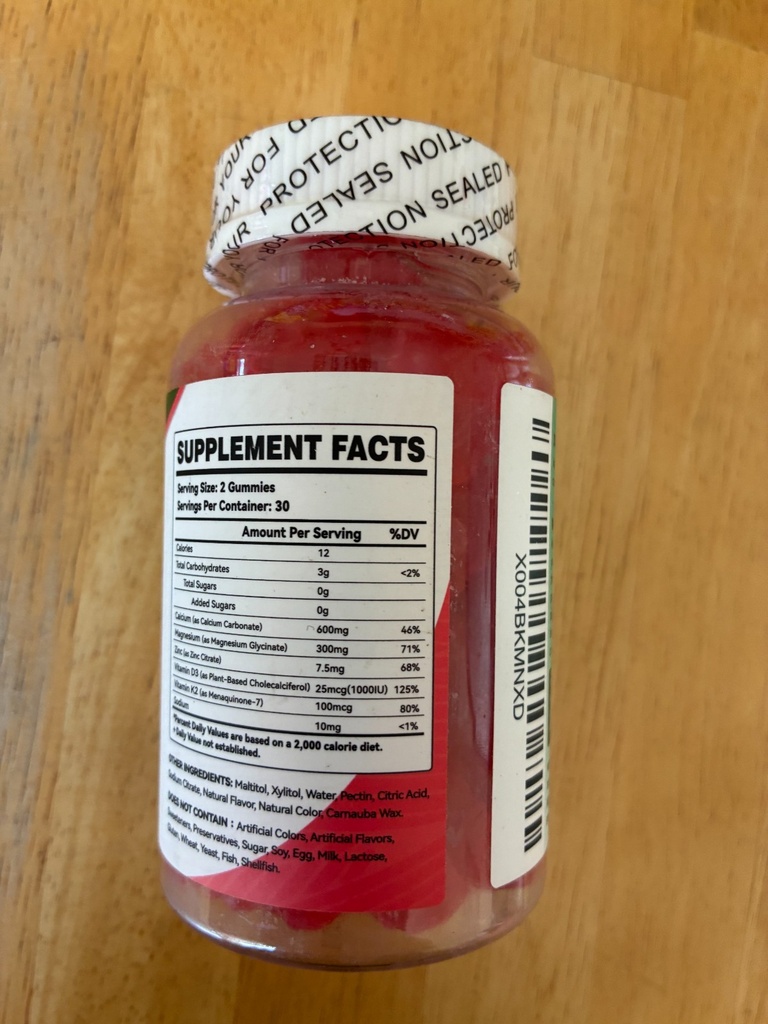 FOR YOUR
PROTECTION
SEALED
PROTECTION SEALED
SUPPLEMENT FACTS
Serving Size: 2 Gummies
Servings Per Container: 30
Amount Per Serving %DV
Calories 12
Total Carbohydrates 3g <2%
Total Sugars 0g
Added Sugars 0g
Calcium (as Calcium Carbonate) 600mg 46%
Magnesium (as Magnesium Glycinate) 300mg 71%
Zinc (as Zinc Citrate) 7.5mg 68%
Vitamin D3 (as Plant-Based Cholecalciferol) 25mcg(1000IU) 125%
Vitamin K2 (as Menaquinone-7) 100mcg 80%
Sodium 10mg <1%
*Percent Daily Values are based on a 2,000 calorie diet.
Daily Value not established.
OTHER INGREDIENTS: Maltitol, Xylitol, Water, Pectin, Citric Acid,
Sodium Citrate, Natural Flavor, Natural Color, Carnauba Wax.
DOES NOT CONTAIN : Artificial Colors, Artificial Flavors,
Sweeteners, Preservatives, Sugar, Soy, Egg, Milk, Lactose,
Gluten, Wheat, Yeast, Fish, Shellfish.
X004BKMNXD